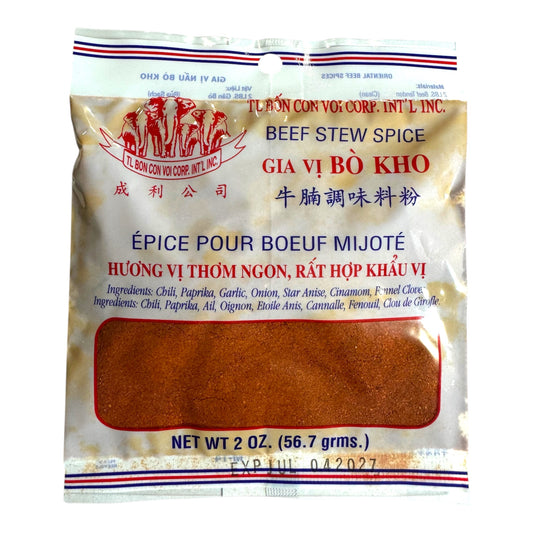 GIA VỊ NẤU BÒ KHO
ORIENTAL BEEF SPICES
TL BỐN CON VOI CORP. INT'L INC.
TL BON CON VOI CORP. INT'L INC.
成利公司
BEEF STEW SPICE
GIA VỊ BÒ KHO
牛腩調味料粉
ÉPICE POUR BOEUF MIJOTÉ
HƯƠNG VỊ THƠM NGON, RẤT HỢP KHẨU VỊ
Ingredients: Chili, Paprika, Garlic, Onion, Star Anise, Cinamom, Fennel Clove.
Ingredients: Chili, Paprika, Ail, Oignon, Etoile Anis, Cannalle, Fenouil, Clou de Girofle.
NET WT 2 OZ. (56.7 grms.)
EXP JUL 042027